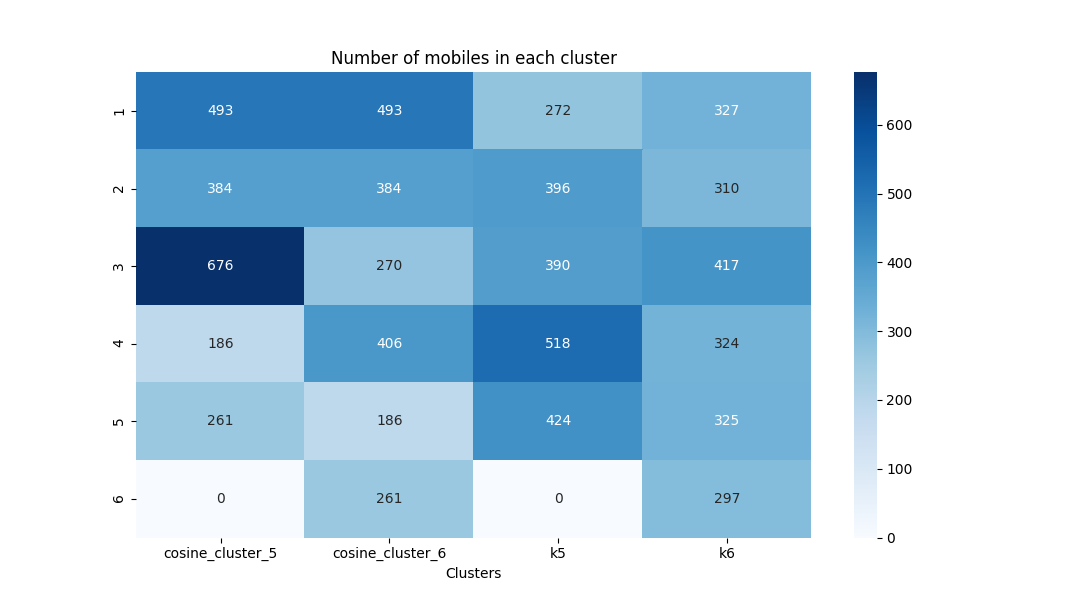 Number of mobiles in each cluster
1 493 493 272 327
2 384 384 396 310
3 676 270 390 417
4 186 406 518 324
5 261 186 424 325
6 0 261 0 297
cosine_cluster_5 cosine_cluster_6 k5 k6
Clusters
600
500
400
300
200
100
0